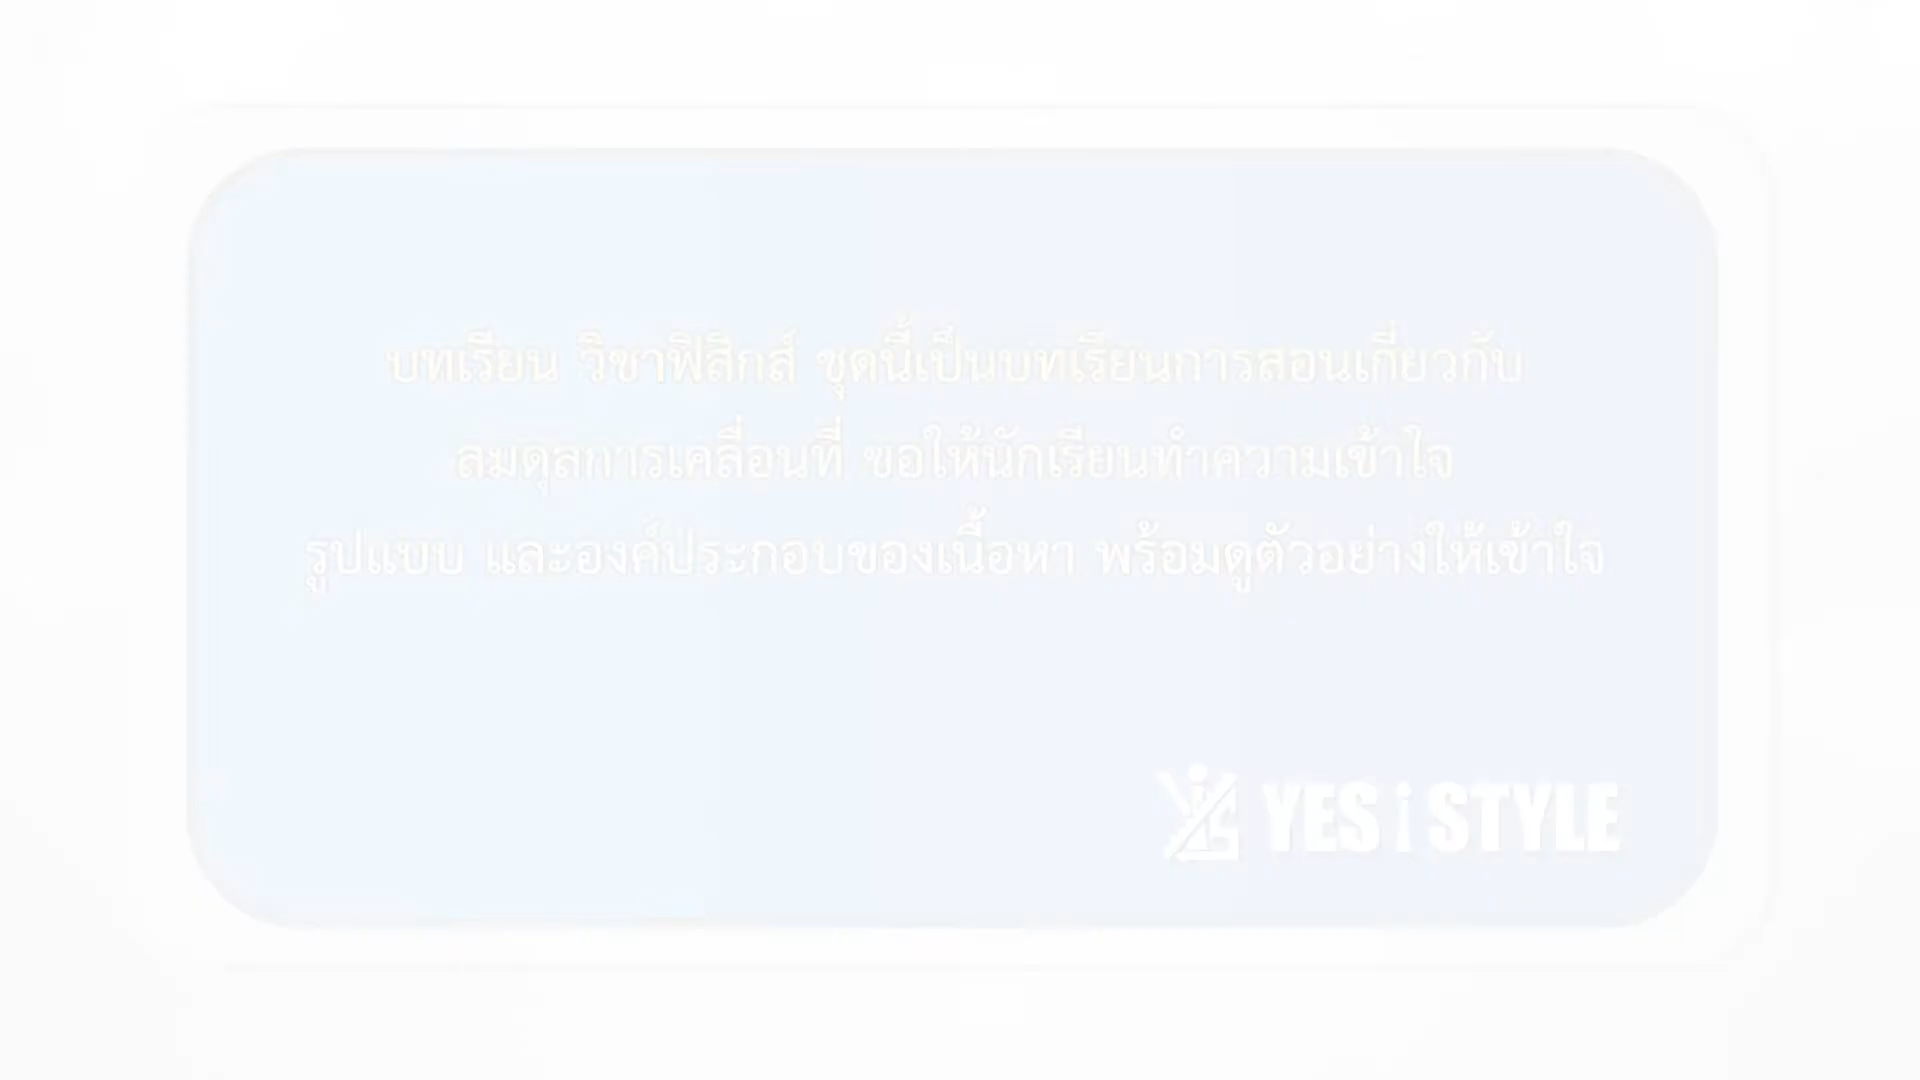 บทเรียน วิชาฟิสิกส์ ชุดนี้เป็นบทเรียนการสอนเกี่ยวกับ
สมดุลการเคลื่อนที่ ขอให้นักเรียนทำความเข้าใจ
รูปแบบ และองค์ประกอบของเนื้อหา พร้อมดูตัวอย่างให้เข้าใจ
YES i STYLE